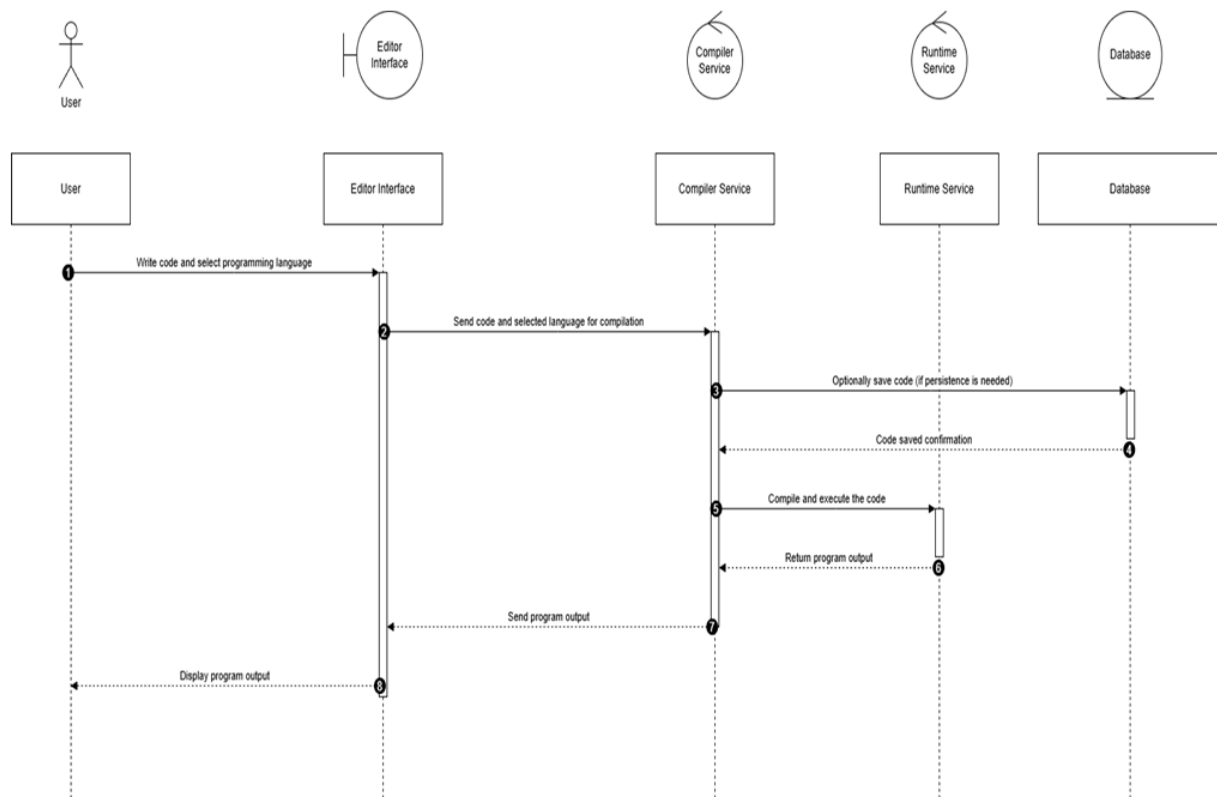 Editor
Interface
Compiler
Service
Runtime
Service
Database
User
User
Editor Interface
Compiler Service
Runtime Service
Database
1
Write code and select programming language
2
Send code and selected language for compilation
3
Optionally save code (if persistence is needed)
Code saved confirmation
4
5
Compile and execute the code
Return program output
6
Send program output
7
Display program output
8